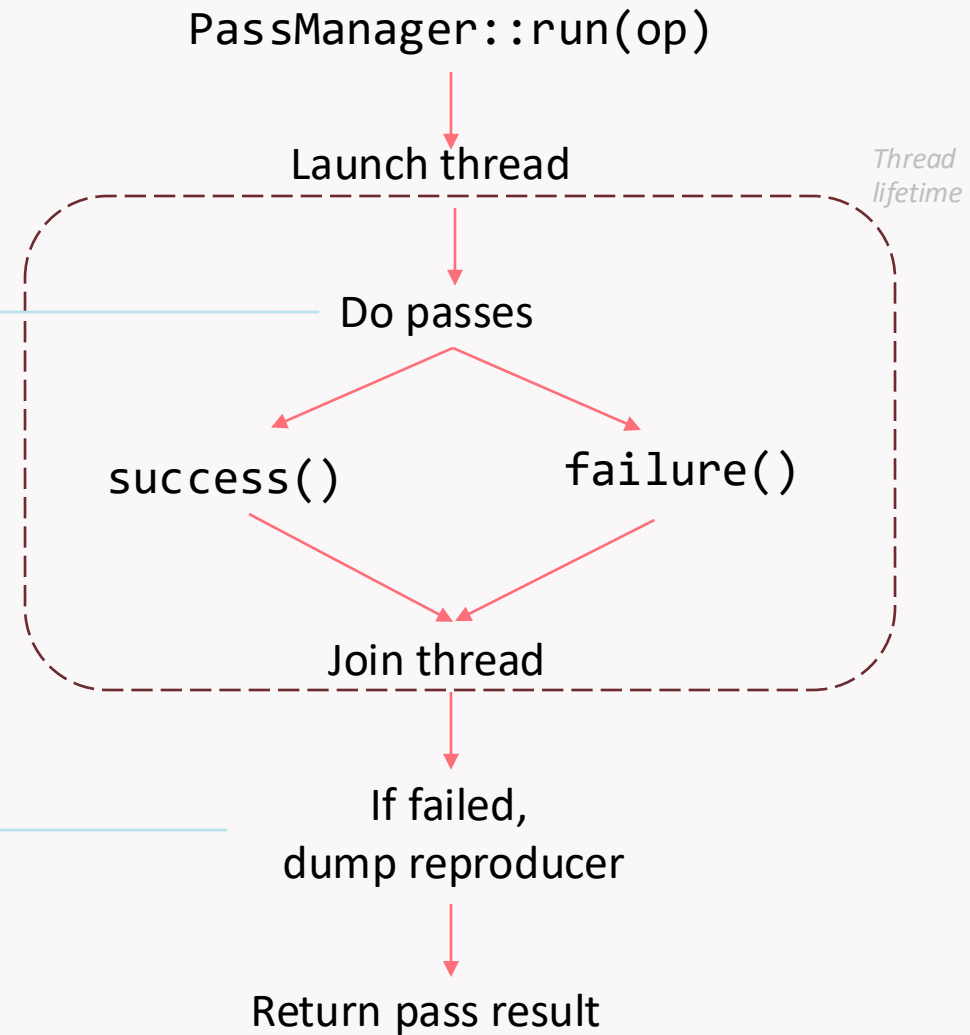 PassManager::run(op)
Launch thread
Thread
lifetime
Do passes
success()
failure()
Join thread
If failed,
dump reproducer
Return pass result